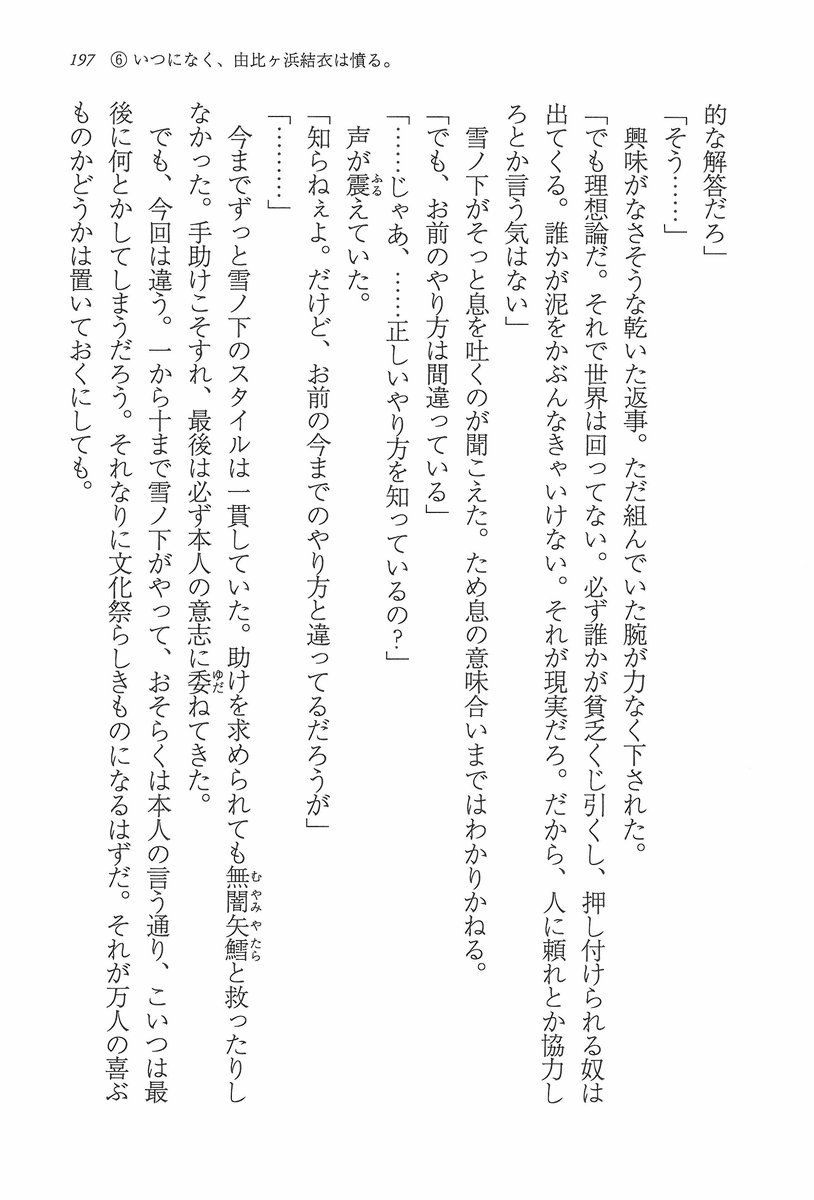 197 ⑥ いつになく、由比ヶ浜結衣は憤る。
的な解答だろ」
「そう……」
興味がなさそうな乾いた返事。ただ組んでいた腕が力なく下された。
「でも理想論だ。それで世界は回ってない。必ず誰かが貧乏くじ引くし、押し付けられる奴は
出てくる。誰かが泥をかぶんなきゃいけない。それが現実だろ。だから、人に頼れとか協力し
ろとか言う気はない」
雪ノ下がそっと息を吐くのが聞こえた。ため息の意味合いまではわかりかねる。
「でも、お前のやり方は間違っている」
「……じゃあ、……正しいやり方を知っているの？」
声が震えていた。
「知らねぇよ。だけど、お前の今までのやり方と違ってるだろうが」
「………」
今までずっと雪ノ下のスタイルは一貫していた。助けを求められても無闇矢鱈と救ったりし
なかった。手助けこそすれ、最後は必ず本人の意志に委ねてきた。
でも、今回は違う。一から十まで雪ノ下がやって、おそらくは本人の言う通り、こいつは最
後に何とかしてしまうだろう。それなりに文化祭らしきものになるはずだ。それが万人の喜ぶ
ものかどうかは置いておくにしても。